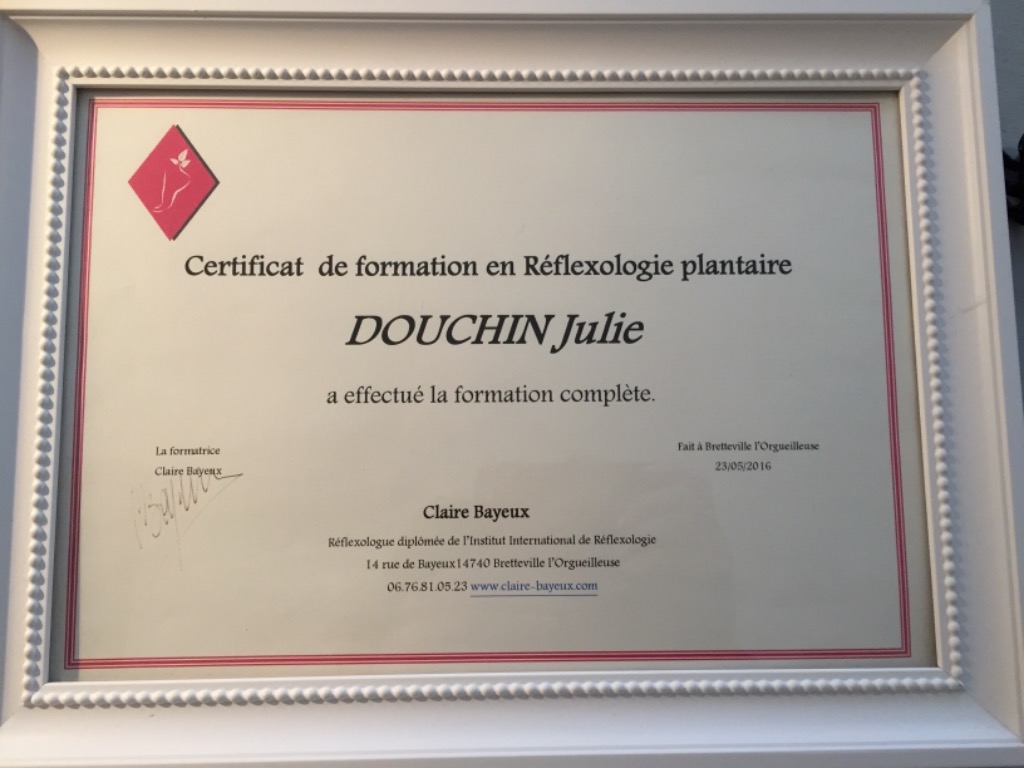 Certificat de formation en Réflexologie plantaire
DOUCHIN Julie
a effectué la formation complète.
La formatrice
Claire Bayeux
Fait à Bretteville l'Orgueilleuse
23/05/2016
Claire Bayeux
Réflexologue diplômée de l'Institut International de Réflexologie
14 rue de Bayeux14740 Bretteville l'Orgueilleuse
06.76.81.05.23 www.claire-bayeux.com